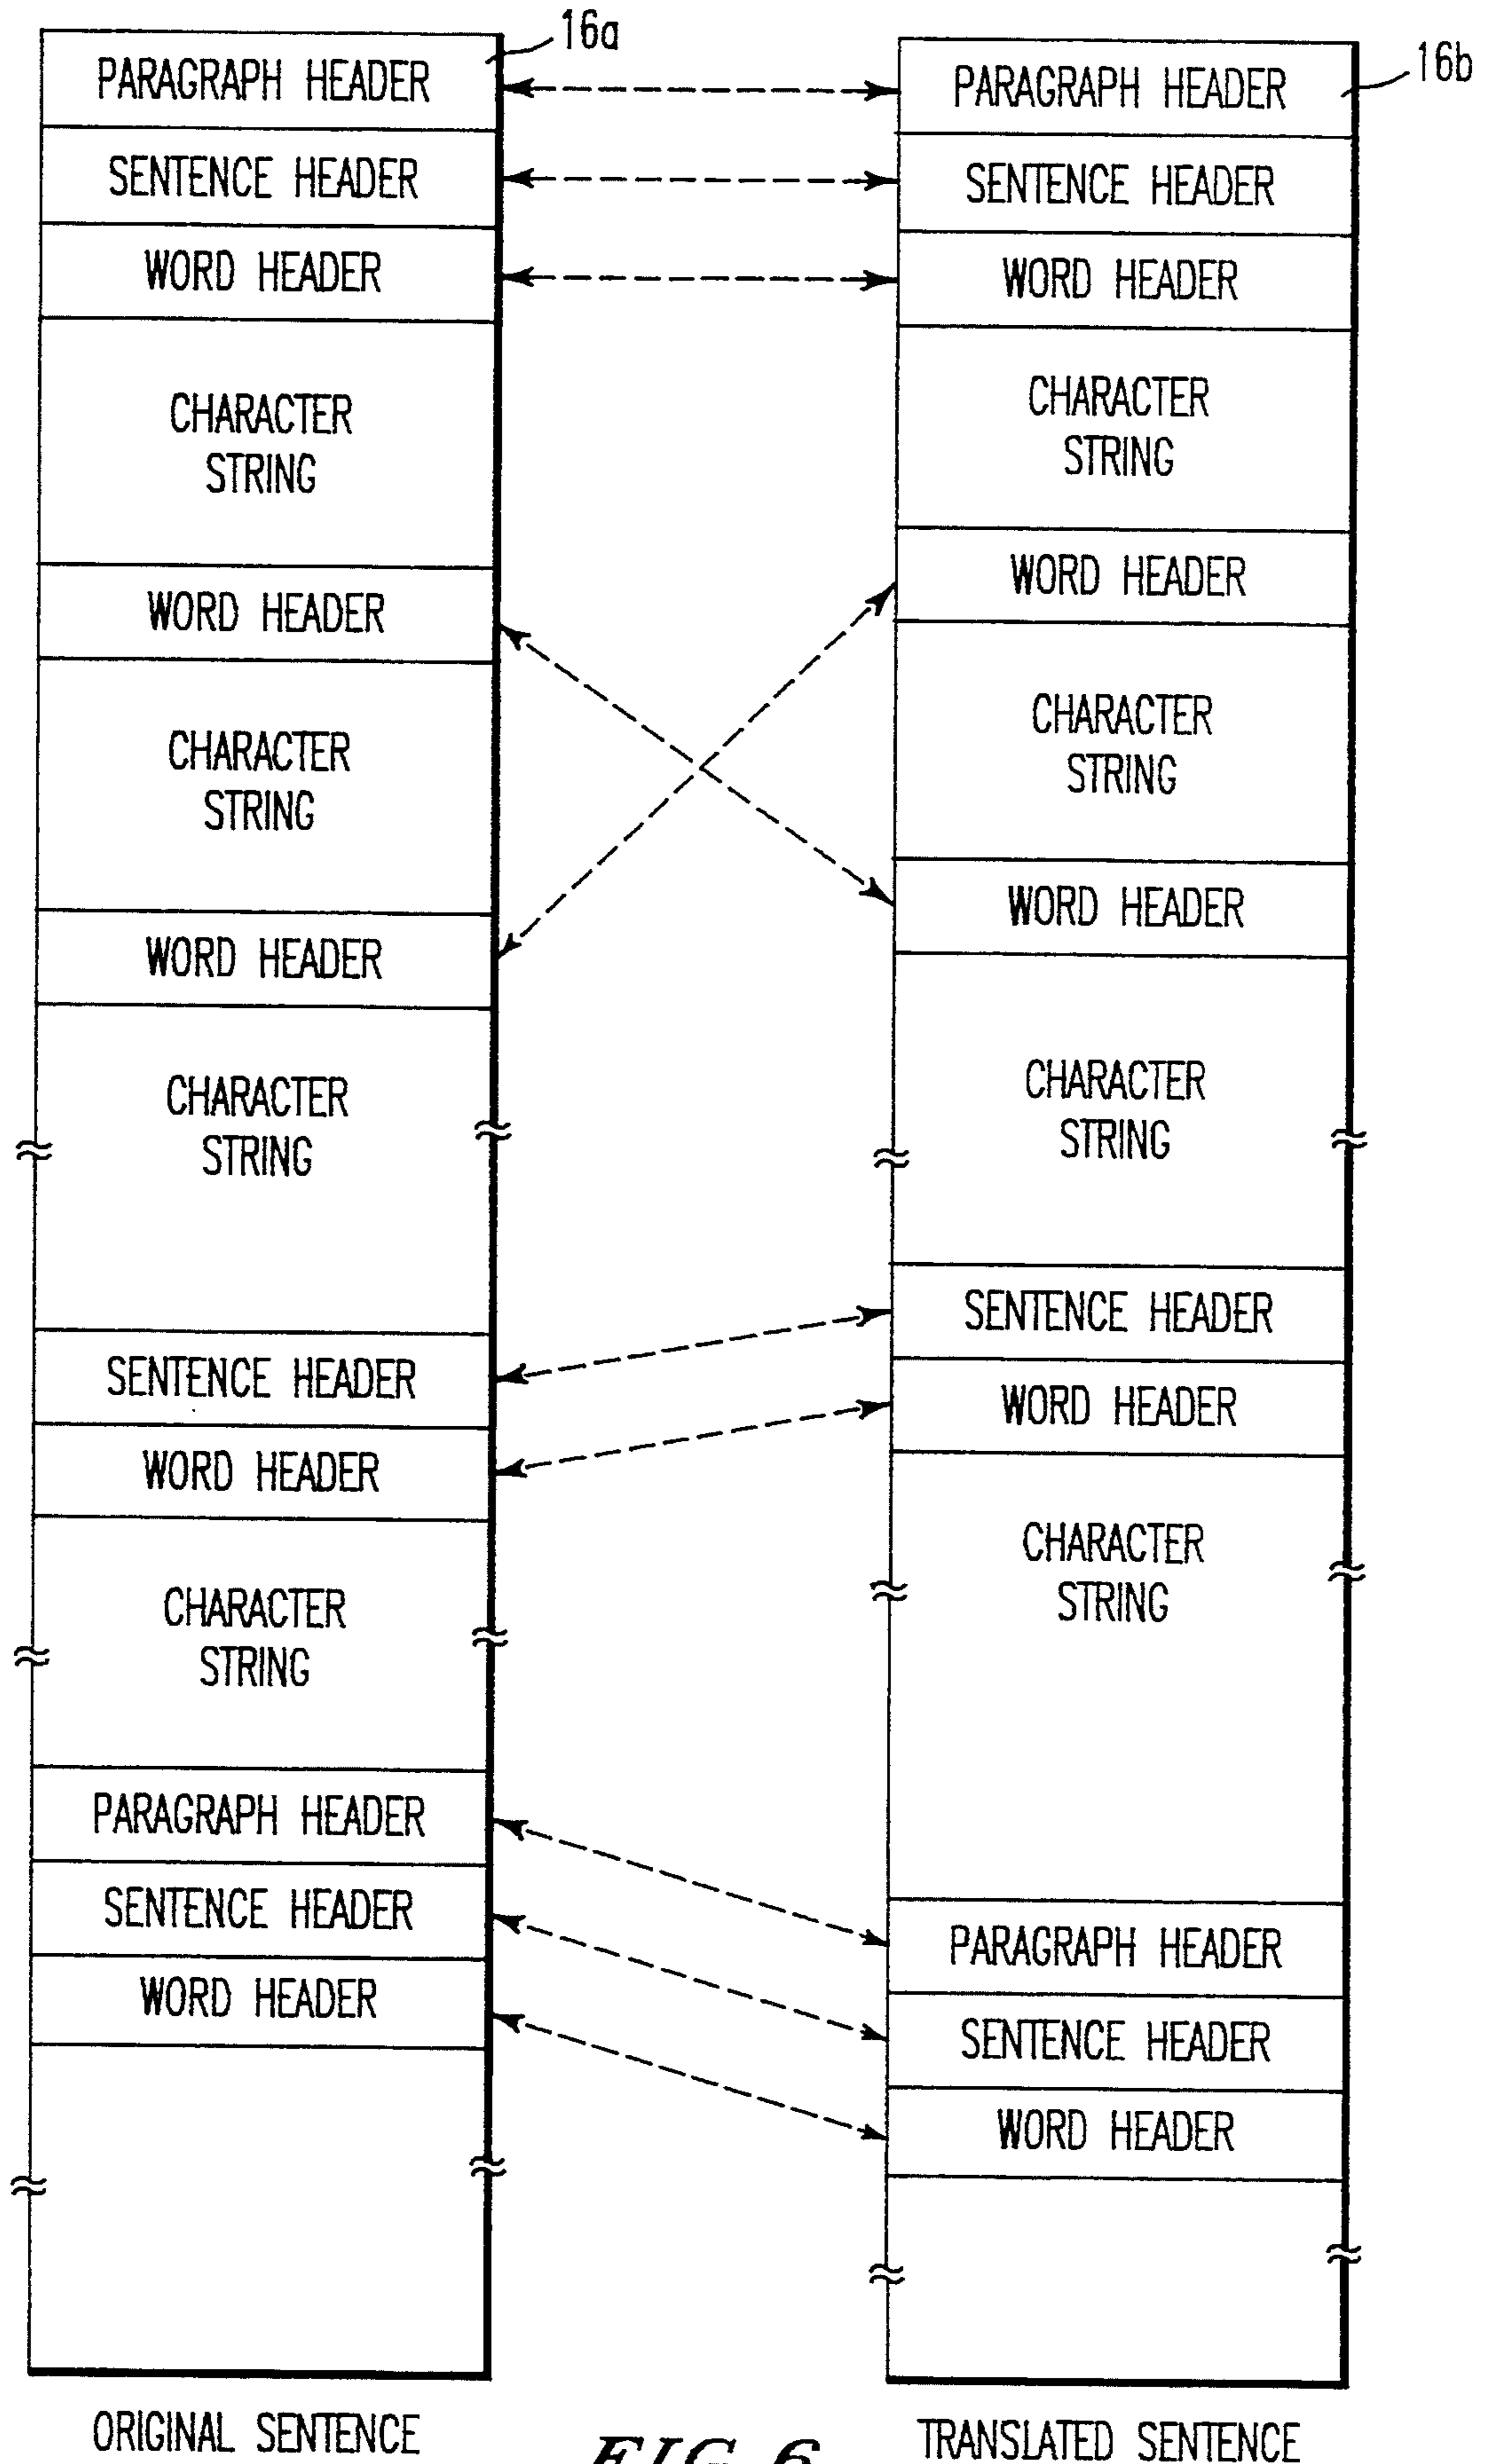 16a
PARAGRAPH HEADER
SENTENCE HEADER
WORD HEADER
CHARACTER
STRING
WORD HEADER
CHARACTER
STRING
WORD HEADER
CHARACTER
STRING
SENTENCE HEADER
WORD HEADER
CHARACTER
STRING
PARAGRAPH HEADER
SENTENCE HEADER
WORD HEADER
ORIGINAL SENTENCE
16b
PARAGRAPH HEADER
SENTENCE HEADER
WORD HEADER
CHARACTER
STRING
WORD HEADER
CHARACTER
STRING
WORD HEADER
CHARACTER
STRING
SENTENCE HEADER
WORD HEADER
CHARACTER
STRING
PARAGRAPH HEADER
SENTENCE HEADER
WORD HEADER
TRANSLATED SENTENCE
FIG. 6